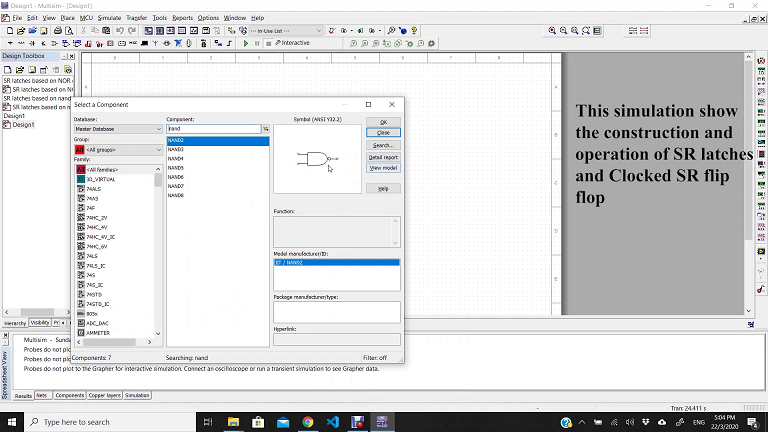 Design1 - Multisim - [Design1]
File Edit View Place MCU Simulate Transfer Tools Reports Options Window Help
--- In-Use List ---
Interactive
Design Toolbox
SR latches based on NOR
SR latches based on NO
SR latches based on nand
SR latches based on nand
Design1
Design1
Select a Component
Database:
Master Database
Group:
All <All groups>
Family:
All <All families>
3D_VIRTUAL
74ALS
74AS
74F
74HC_2V
74HC_4V
74HC_4V_IC
74HC_6V
74LS
74LS_IC
74S
74S_IC
74STD
74STD_IC
805x
ADC_DAC
AMMETER
Component:
nand
NAND2
NAND3
NAND4
NAND5
NAND6
NAND7
NAND8
Symbol (ANSI Y32.2)
OK
Close
Search...
Detail report
View model
Help
Function:
Model manufacturer/ID:
IIT / NAND2
Package manufacturer/type:
Hyperlink:
Components: 7
Searching: nand
Filter: off
This simulation show
the construction and
operation of SR latches
and Clocked SR flip
flop
Hierarchy Visibility Pr
Design1
Spreadsheet View
Multisim - Sunda
Probes do not plo
Probes do not plo
Probes do not plot to the Grapher for interactive simulation. Connect an oscilloscope or run a transient simulation to see Grapher data.
Results Nets Components Copper layers Simulation
Tran: 24.411 s
Type here to search
ENG
5:04 PM
22/3/2020